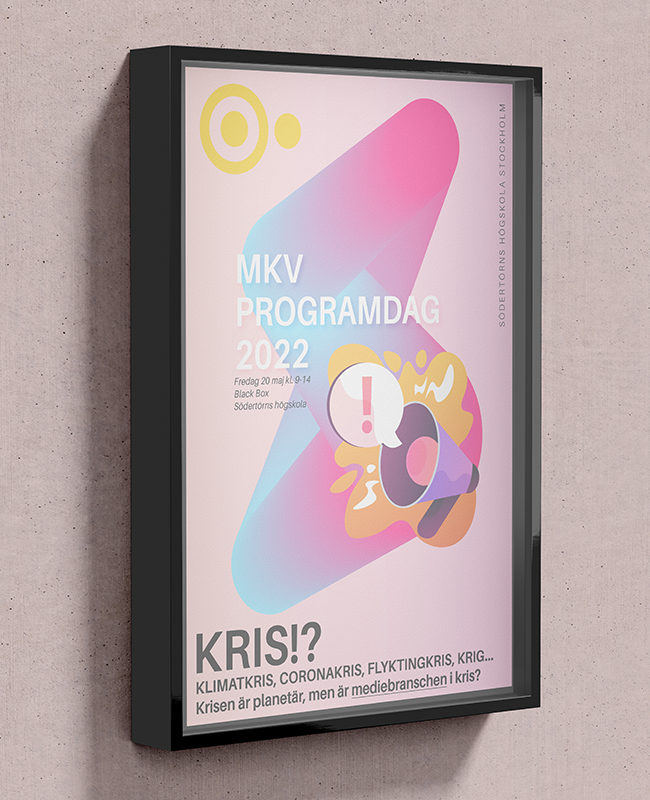 SÖDERTÖRNS HÖGSKOLA STOCKHOLM
MKV
PROGRAMDAG
2022
Fredag 20 maj kl. 9-14
Black Box
Södertörns högskola
!
KRIS!?
KLIMATKRIS, CORONAKRIS, FLYKTINGKRIS, KRIG...
Krisen är planetär, men är mediebranschen i kris?